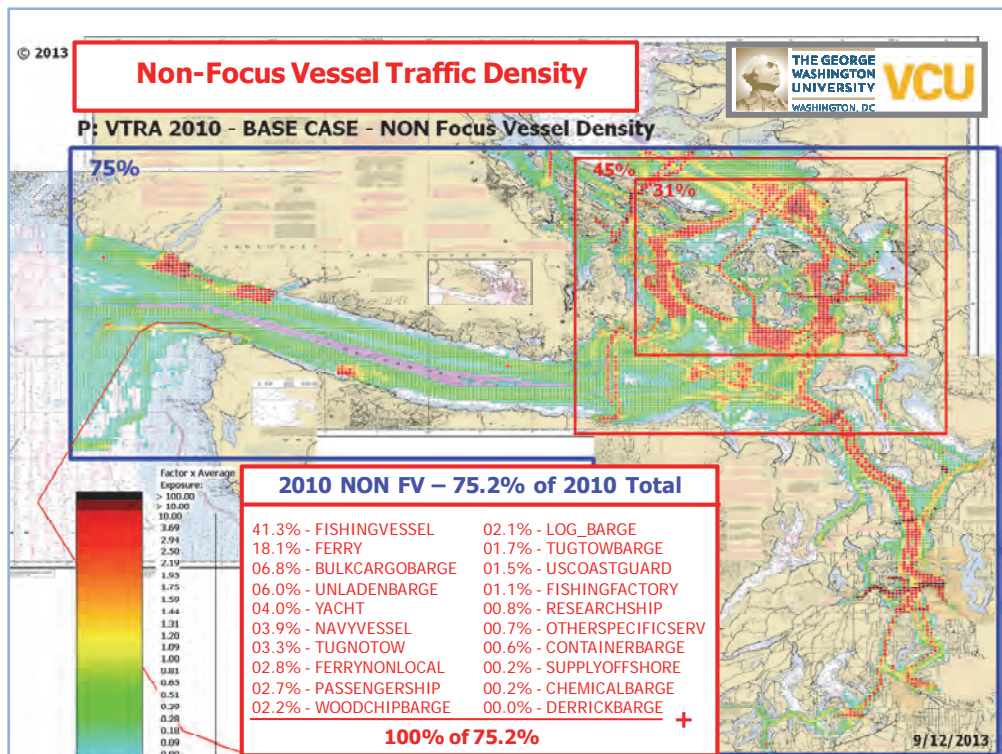 © 2013
Non-Focus Vessel Traffic Density
THE GEORGE
WASHINGTON
UNIVERSITY
WASHINGTON, DC
VCU
P: VTRA 2010 - BASE CASE - NON Focus Vessel Density
75%
45%
31%
Factor x Average
Exposure:
> 100.00
> 10.00
10.00
3.69
2.94
2.50
2.19
1.95
1.75
1.59
1.44
1.31
1.20
1.09
1.00
0.81
0.65
0.51
0.39
0.28
0.18
0.09
0.00
2010 NON FV – 75.2% of 2010 Total
41.3% - FISHINGVESSEL
18.1% - FERRY
06.8% - BULKCARGOBARGE
06.0% - UNLADENBARGE
04.0% - YACHT
03.9% - NAVYVESSEL
03.3% - TUGNOTOW
02.8% - FERRYNONLOCAL
02.7% - PASSENGERSHIP
02.2% - WOODCHIPBARGE
02.1% - LOG_BARGE
01.7% - TUGTOWBARGE
01.5% - USCOASTGUARD
01.1% - FISHINGFACTORY
00.8% - RESEARCHSHIP
00.7% - OTHERSPECIFICSERV
00.6% - CONTAINERBARGE
00.2% - SUPPLYOFFSHORE
00.2% - CHEMICALBARGE
00.0% - DERRICKBARGE
+
100% of 75.2%
9/12/2013